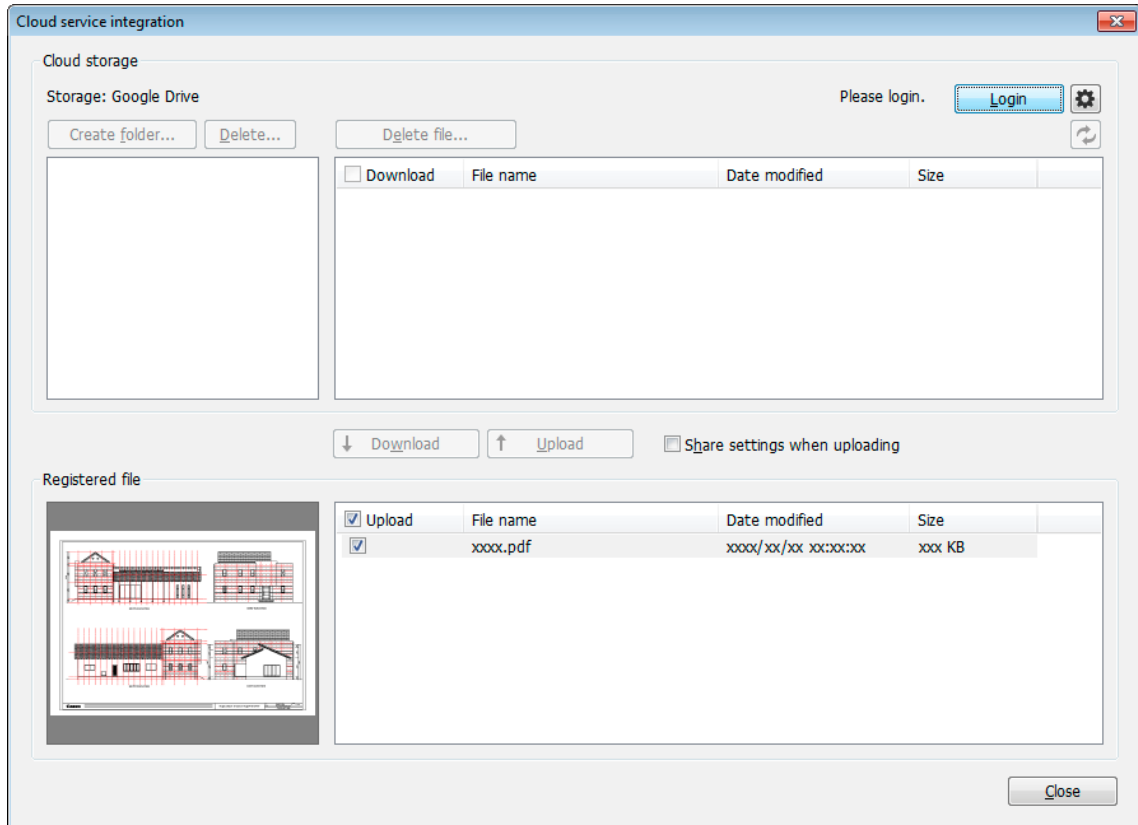 Cloud service integration
Cloud storage
Storage: Google Drive
Please login.
Login
Create folder...
Delete...
Delete file...
Download File name Date modified Size
Download
Upload
Share settings when uploading
Registered file
Upload File name Date modified Size
xxxx.pdf xxxx/xx/xx xx:xx:xx xxx KB
Canon
Close